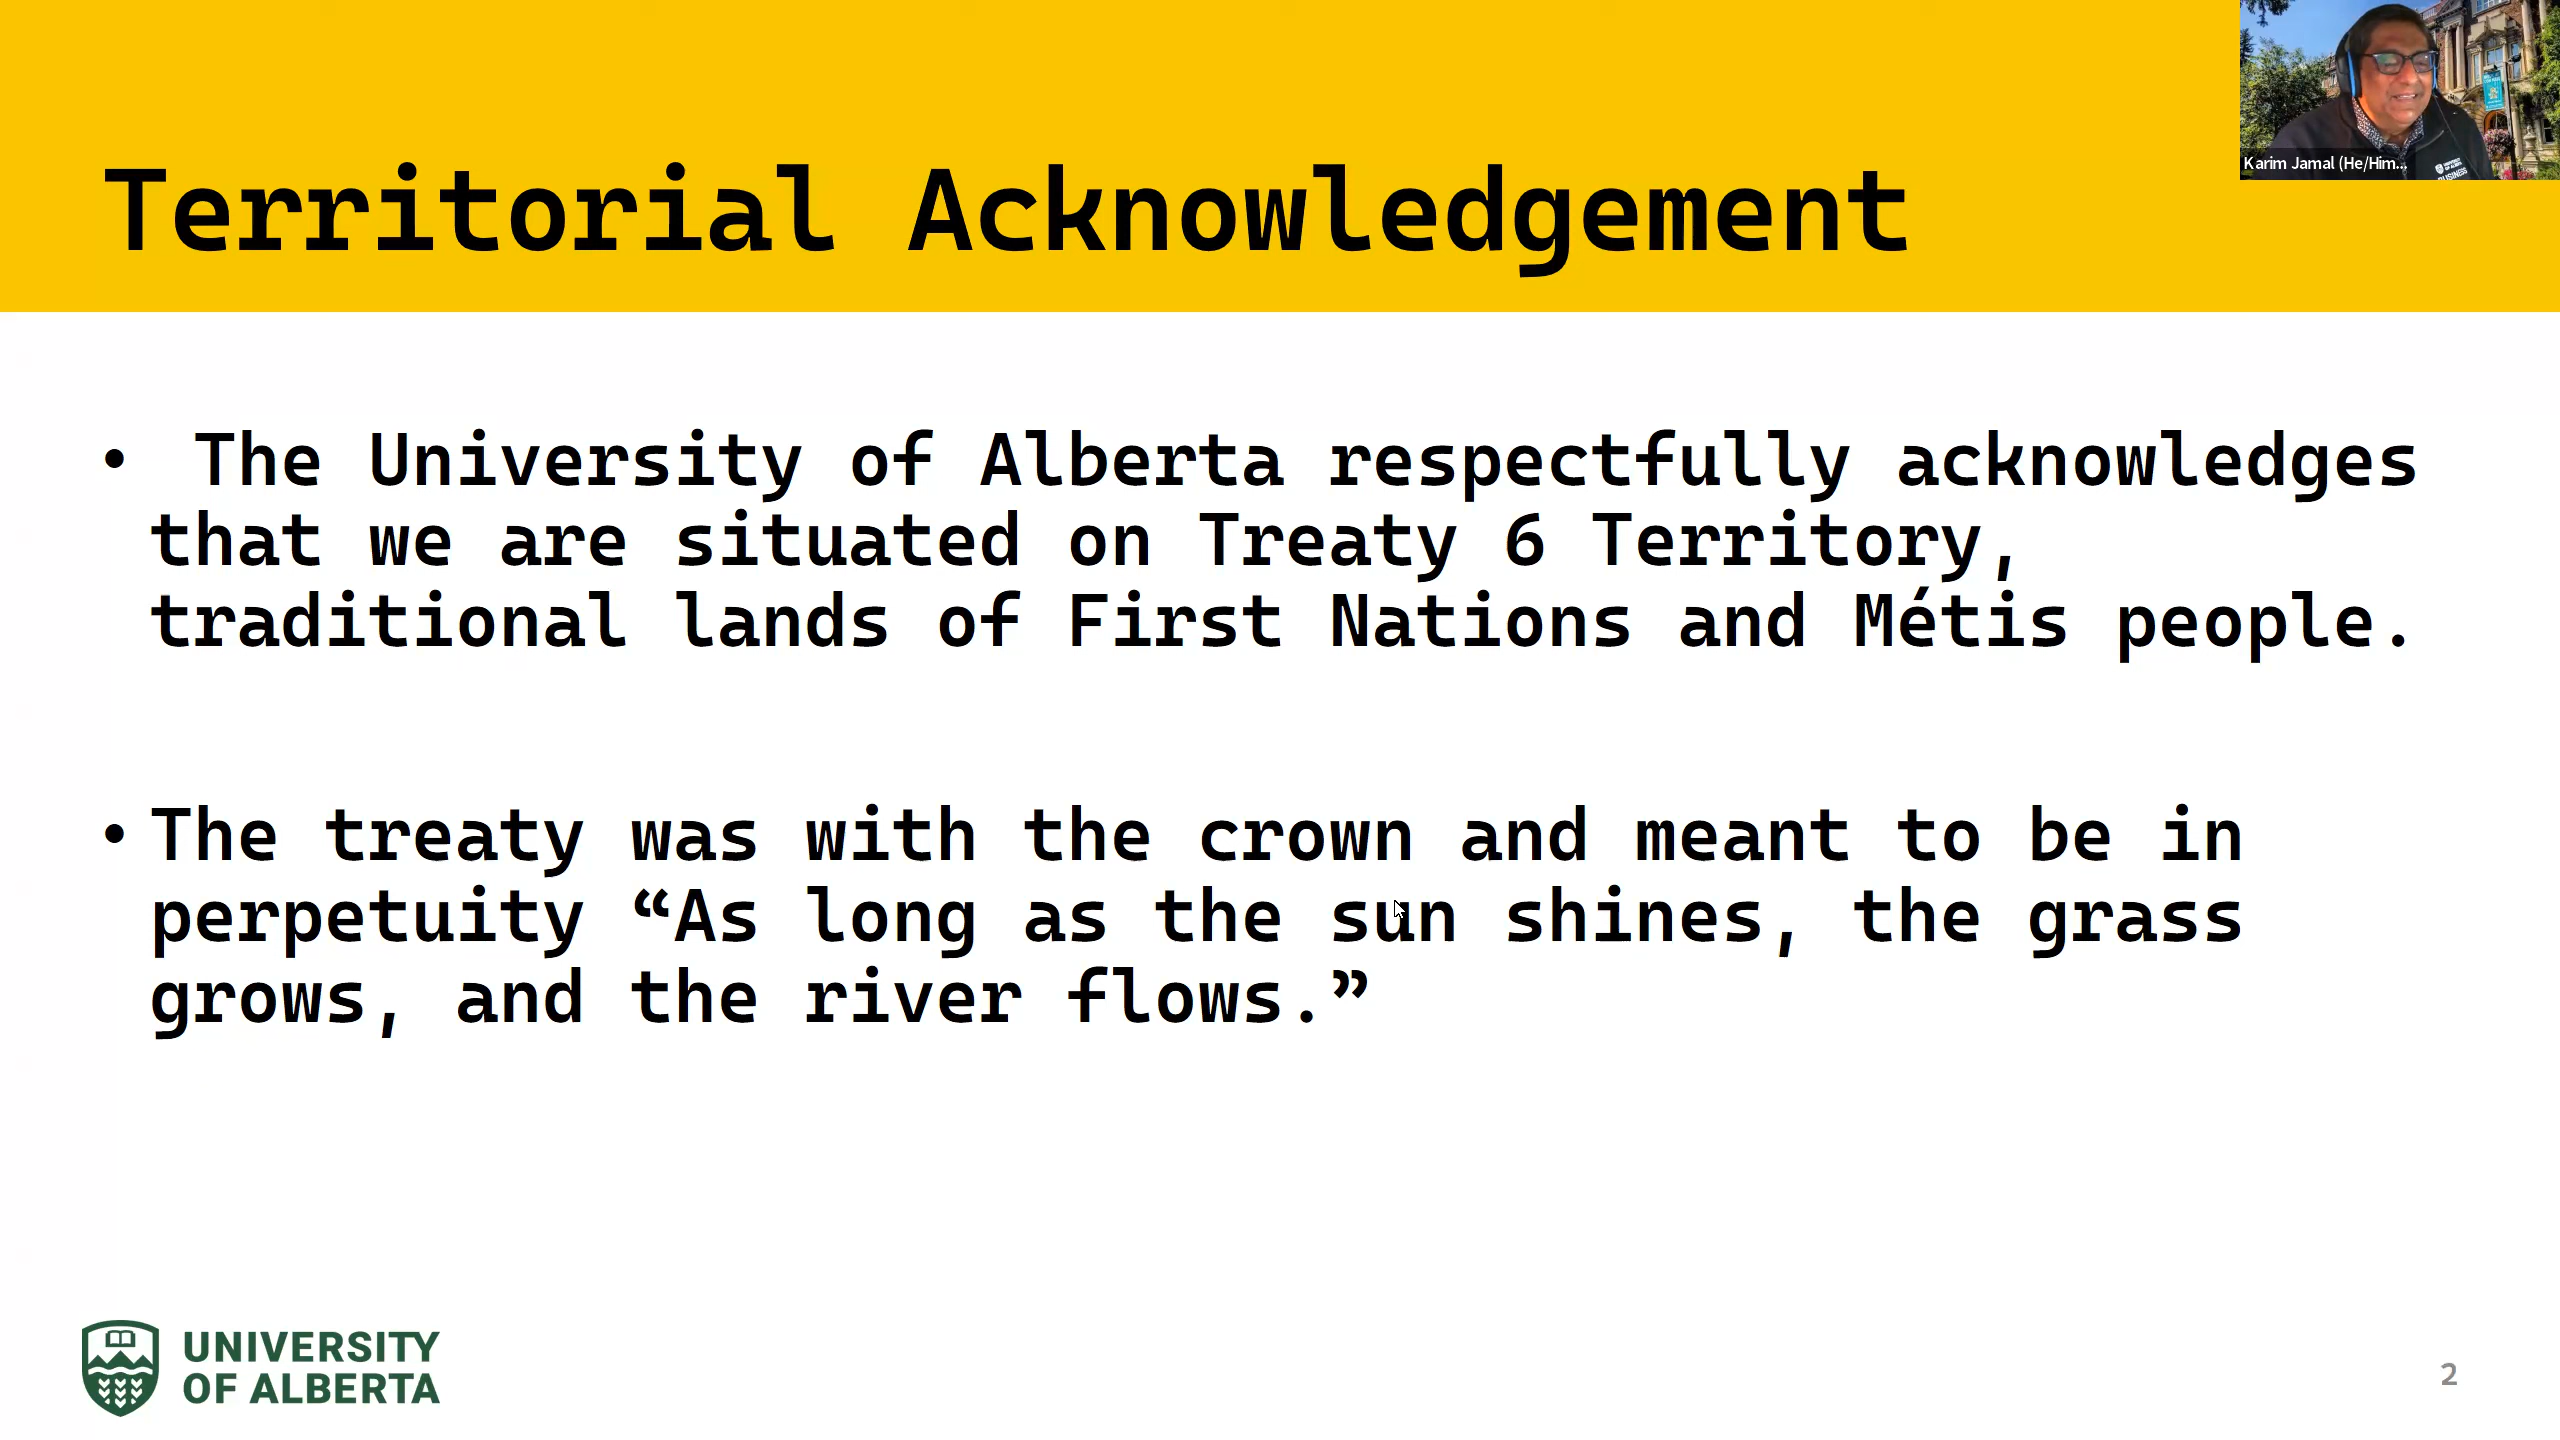 Territorial Acknowledgement
Karim Jamal (He/Him...
• The University of Alberta respectfully acknowledges
that we are situated on Treaty 6 Territory,
traditional lands of First Nations and Métis people.
• The treaty was with the crown and meant to be in
perpetuity “As long as the sun shines, the grass
grows, and the river flows.”
UNIVERSITY
OF ALBERTA
2